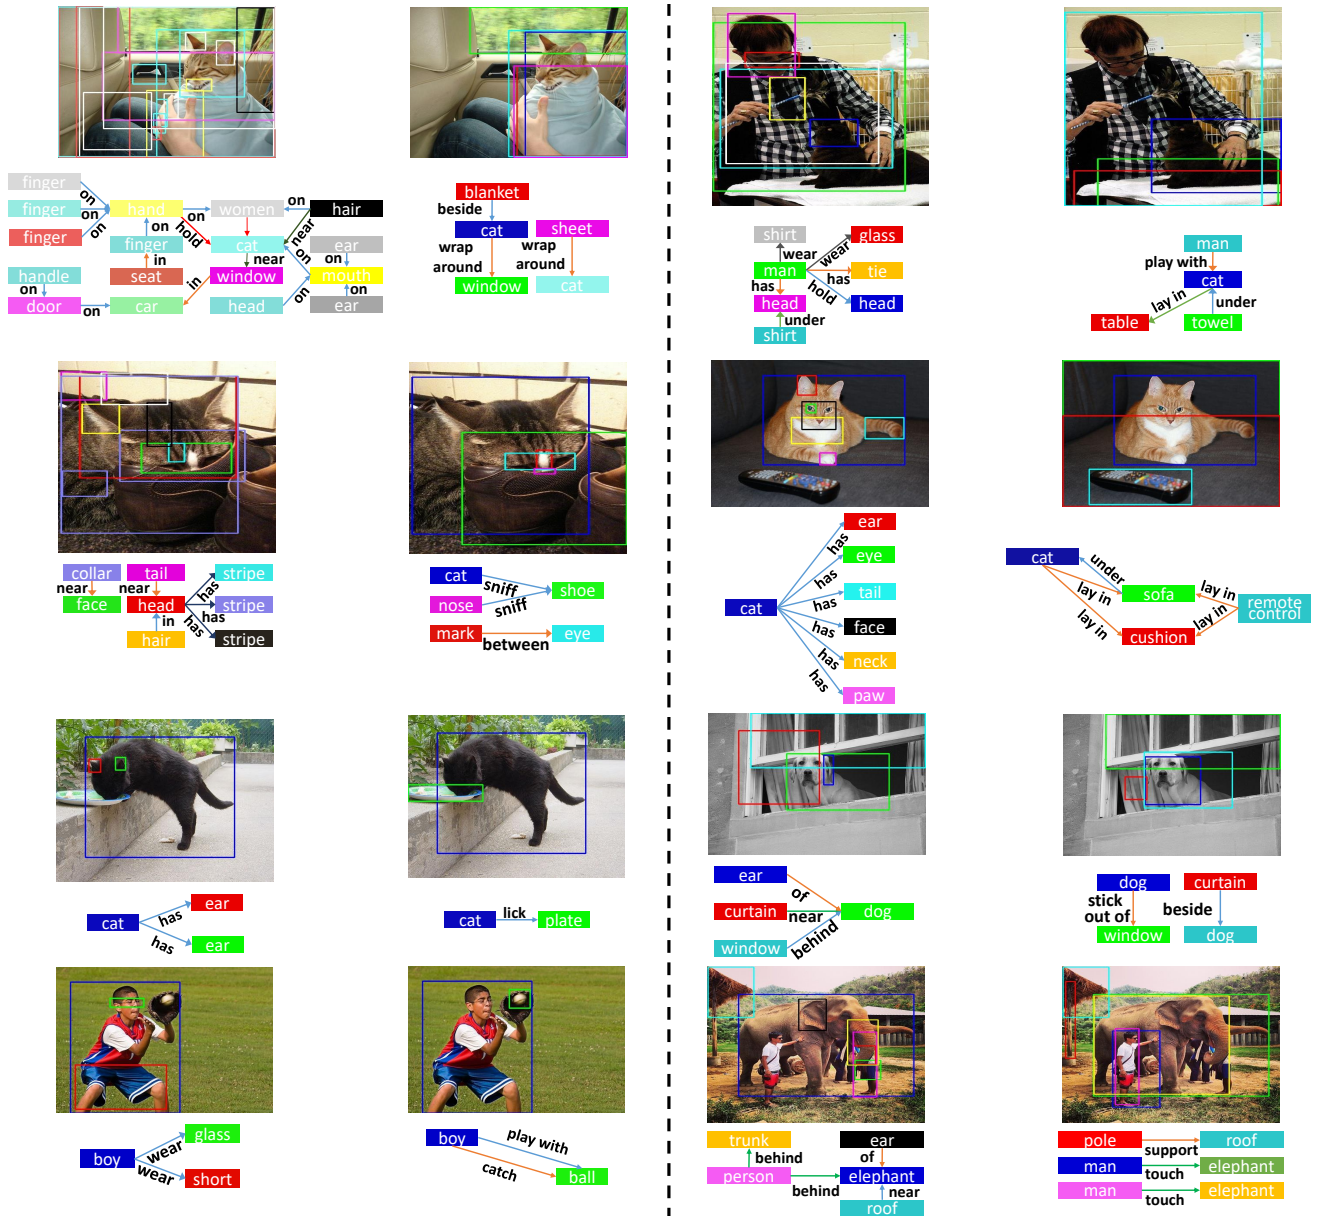 finger
on
finger
on
hand
on
women
on
hair
finger
on
on
hold
near
finger
cat
ear
in
near
on
on
handle
seat
in
window
mouth
on
on
door
on
car
head
on
ear
blanket
beside
cat
sheet
wrap around
wrap around
window
cat
shirt
glass
wear
wear
man
has
tie
has
hold
head
head
under
shirt
man
play with
cat
lay in
under
table
towel
collar
tail
stripe
near
near
has
face
head
stripe
in
has
has
hair
stripe
cat
sniff
shoe
nose
sniff
mark
between
eye
ear
has
eye
has
tail
has
cat
face
has
neck
has
paw
has
cat
under
lay in
sofa
lay in
remote control
lay in
lay in
cushion
ear
has
cat
has
ear
cat
lick
plate
ear
of
curtain
near
dog
window
behind
dog
curtain
stick out of
beside
window
dog
glass
wear
boy
wear
short
boy
play with
catch
ball
trunk
ear
behind
of
person
behind
elephant
near
roof
pole
support
roof
man
touch
elephant
man
touch
elephant